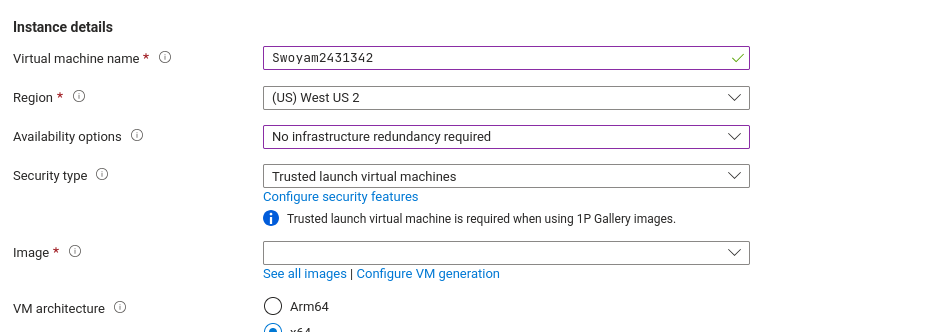 Instance details
Virtual machine name * Swoyam2431342
Region * (US) West US 2
Availability options No infrastructure redundancy required
Security type Trusted launch virtual machines
Configure security features
Trusted launch virtual machine is required when using 1P Gallery images.
Image *
See all images | Configure VM generation
VM architecture Arm64
x64